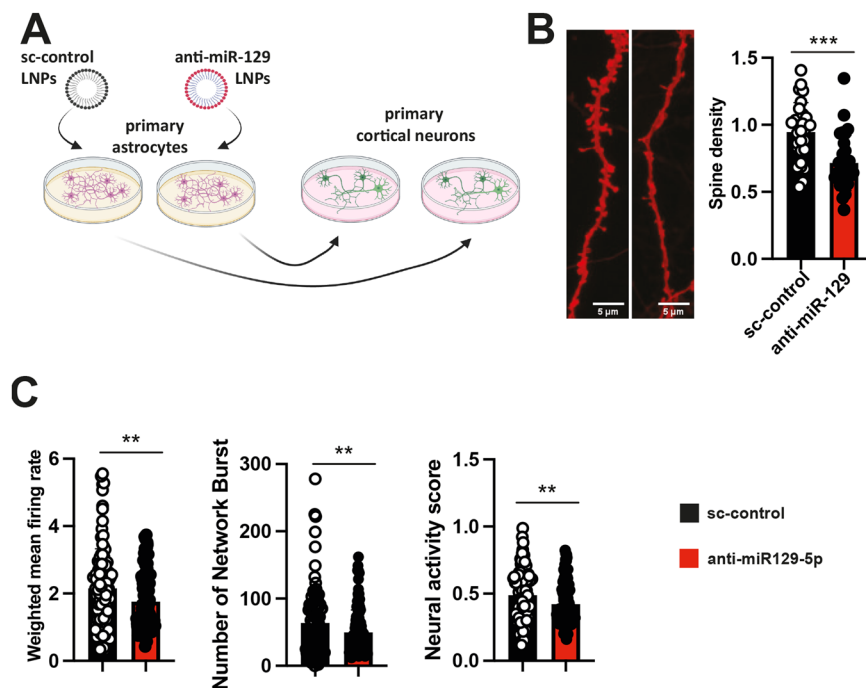 A
sc-control
LNPs
anti-miR-129
LNPs
primary
astrocytes
primary
cortical neurons
B
5 µm
5 µm
Spine density
1.5
1.0
0.5
0.0
***
sc-control
anti-miR-129
C
Weighted mean firing rate
6
4
2
0
**
Number of Network Burst
300
200
100
50
0
**
Neural activity score
1.5
1.0
0.5
0.0
**
sc-control
anti-miR129-5p